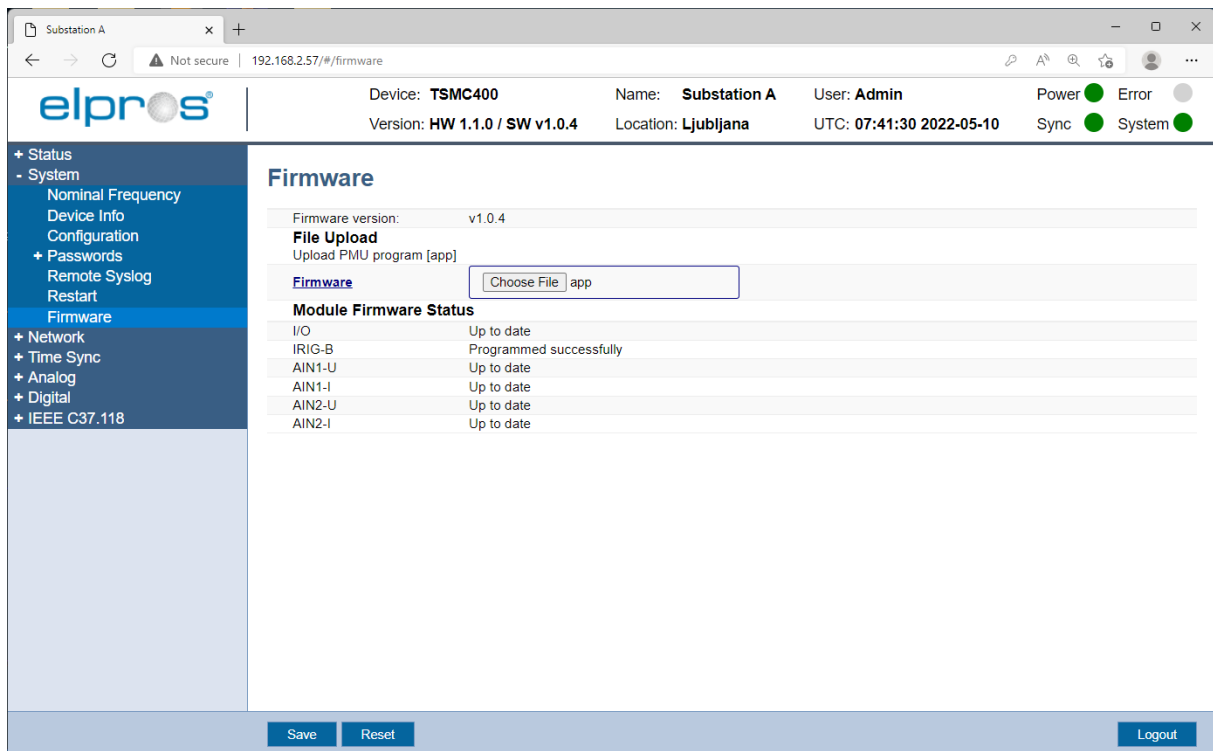 Substation A
Not secure 192.168.2.57/#/firmware
elpros®
Device: TSMC400 Name: Substation A User: Admin Power Error
Version: HW 1.1.0 / SW v1.0.4 Location: Ljubljana UTC: 07:41:30 2022-05-10 Sync System
+ Status
- System
Nominal Frequency
Device Info
Configuration
+ Passwords
Remote Syslog
Restart
Firmware
+ Network
+ Time Sync
+ Analog
+ Digital
+ IEEE C37.118
Firmware
Firmware version: v1.0.4
File Upload
Upload PMU program [app]
Firmware Choose File app
Module Firmware Status
I/O Up to date
IRIG-B Programmed successfully
AIN1-U Up to date
AIN1-I Up to date
AIN2-U Up to date
AIN2-I Up to date
Save Reset Logout